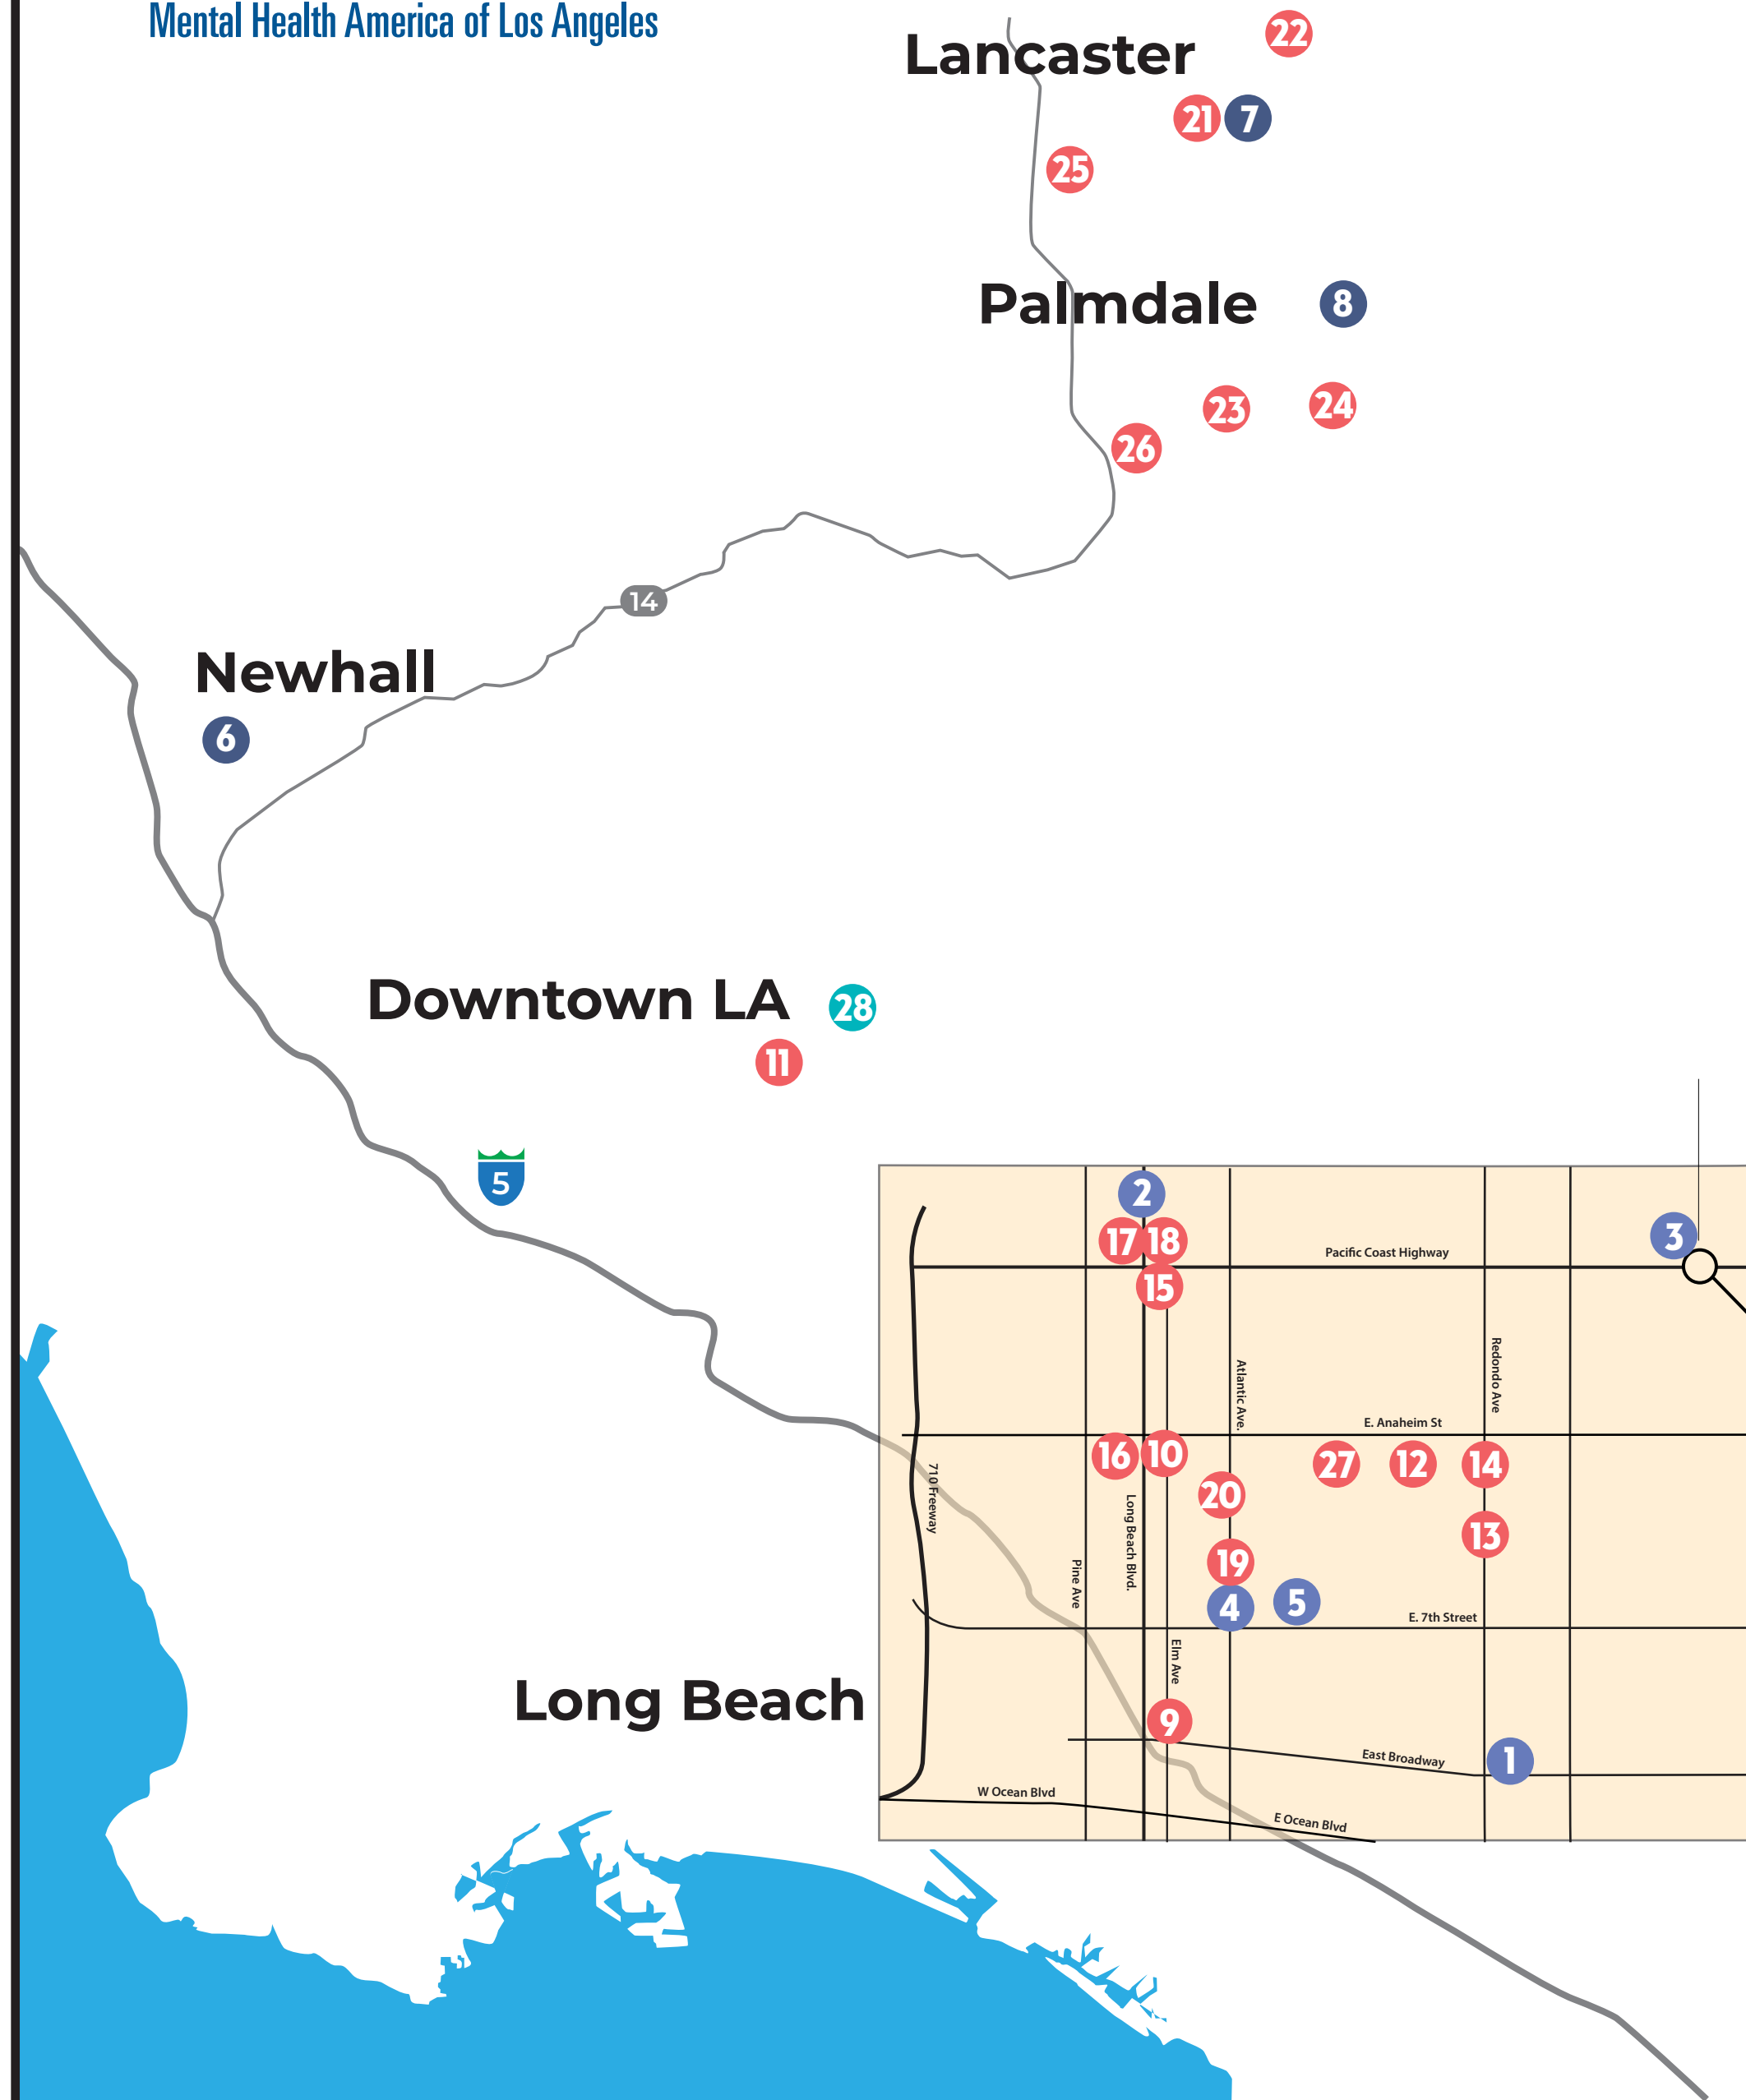 Mental Health America of Los Angeles
22
Lancaster
21 7
25
Palmdale 8
23 24
26
14
Newhall
6
Downtown LA 28
11
5
2
17 18 3
Pacific Coast Highway
15
Redondo Ave
Atlantic Ave.
E. Anaheim St
16 10 27 12 14
710 Freeway
20
Long Beach Blvd.
13
19
Pine Ave
4 5
E. 7th Street
Elm Ave
Long Beach
9
East Broadway 1
W Ocean Blvd
E Ocean Blvd